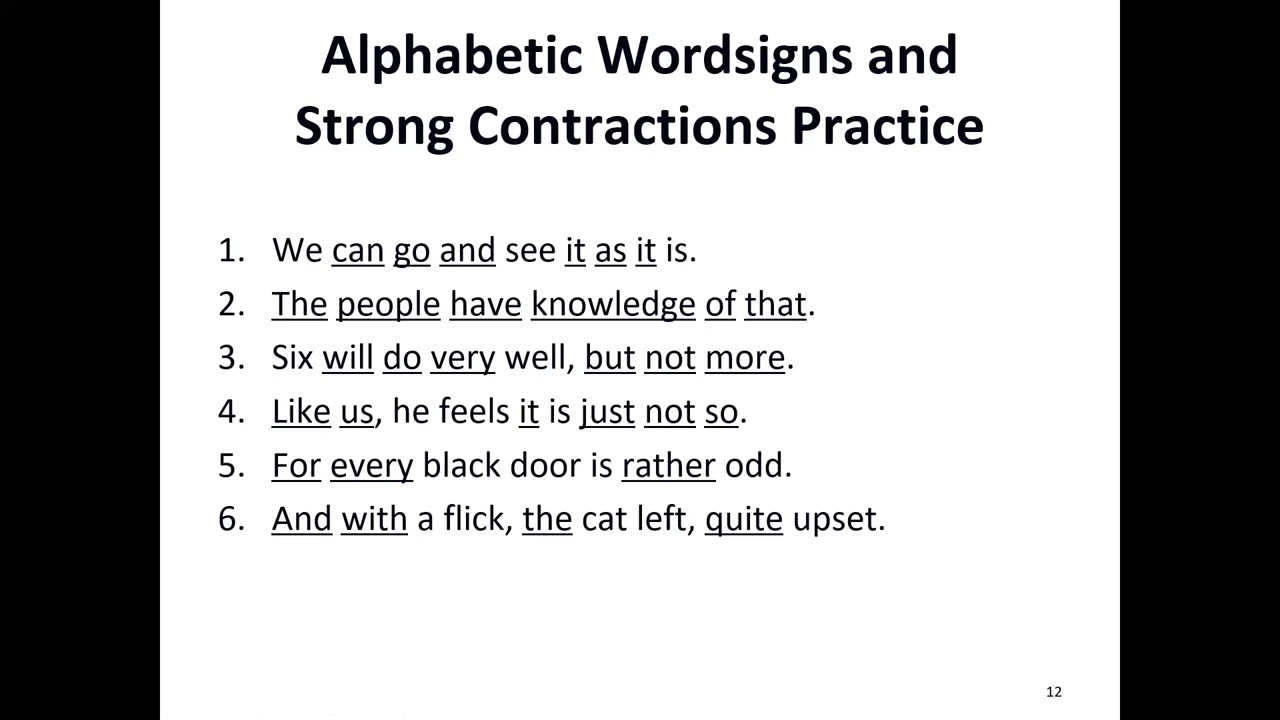 Alphabetic Wordsigns and
Strong Contractions Practice
1. We can go and see it as it is.
2. The people have knowledge of that.
3. Six will do very well, but not more.
4. Like us, he feels it is just not so.
5. For every black door is rather odd.
6. And with a flick, the cat left, quite upset.
12